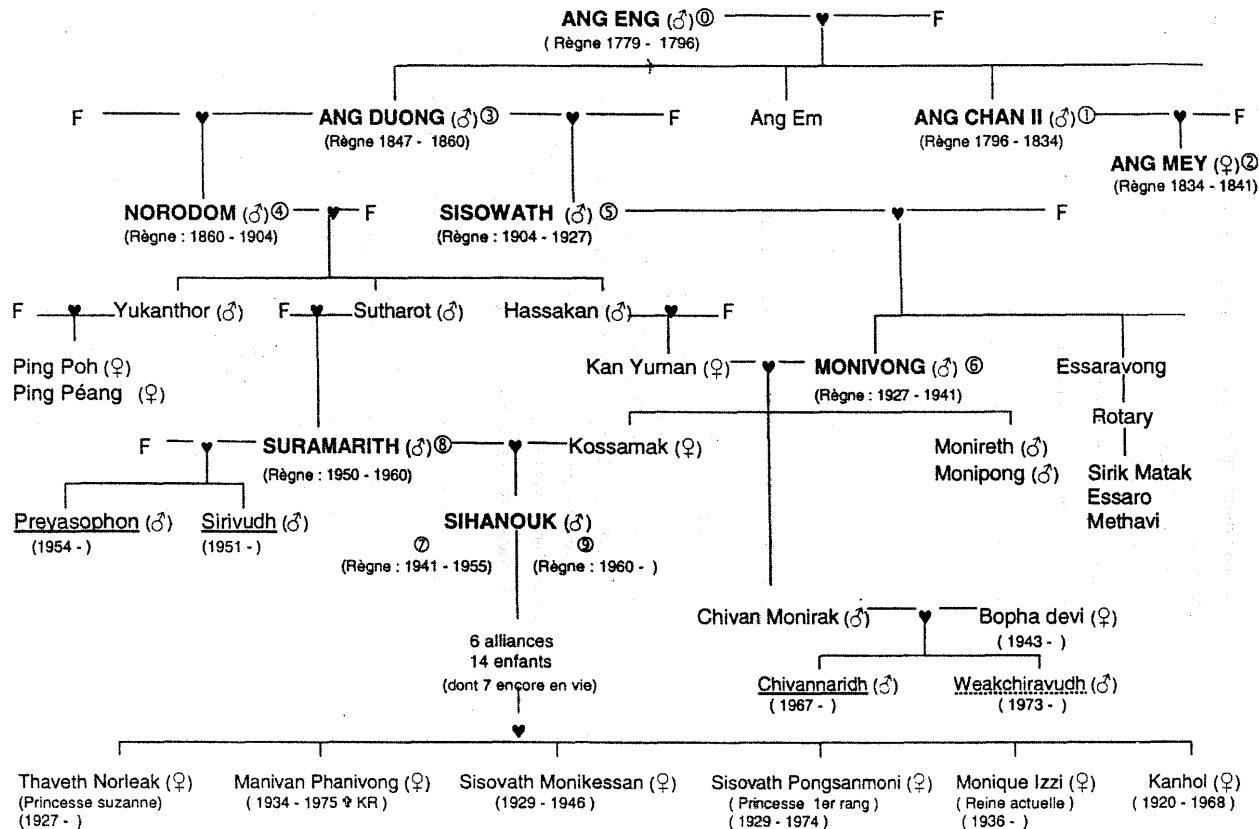 ANG ENG (♂)⓪ ♥ F
( Règne 1779 - 1796)
F ♥ ANG DUONG (♂)③ ♥ F Ang Em ANG CHAN II (♂)① ♥ F
(Règne 1847 - 1860) (Règne 1796 - 1834)
ANG MEY (♀)②
(Règne 1834 - 1841)
NORODOM (♂)④ ♥ F SISOWATH (♂)⑤ ♥ F
(Règne : 1860 - 1904) (Règne : 1904 - 1927)
F ♥ Yukanthor (♂) F ♥ Sutharot (♂) Hassakan (♂) ♥ F
Ping Poh (♀) Kan Yuman (♀) ♥ MONIVONG (♂) ⑥ Essaravong
Ping Péang (♀) (Règne : 1927 - 1941)
Rotary
F ♥ SURAMARITH (♂)⑧ ♥ Kossamak (♀) Monireth (♂)
(Règne : 1950 - 1960) Monipong (♂) Sirik Matak
Essaro
Methavi
Preyasophon (♂) Sirivudh (♂) SIHANOUK (♂)
(1954 - ) (1951 - )
⑦ ⑨
(Règne : 1941 - 1955) (Règne : 1960 - )
Chivan Monirak (♂) ♥ Bopha devi (♀)
(1943 - )
6 alliances
14 enfants
(dont 7 encore en vie)
Chivannaridh (♂) Weakchiravudh (♂)
( 1967 - ) ( 1973 - )
♥
Thaveth Norleak (♀) Manivan Phanivong (♀) Sisovath Monikessan (♀) Sisovath Pongsanmoni (♀) Monique Izzi (♀) Kanhol (♀)
(Princesse suzanne) ( 1934 - 1975 ✞ KR ) (1929 - 1946) ( Princesse 1er rang ) ( Reine actuelle ) ( 1920 - 1968)
(1927 - ) ( 1929 - 1974) ( 1936 - )